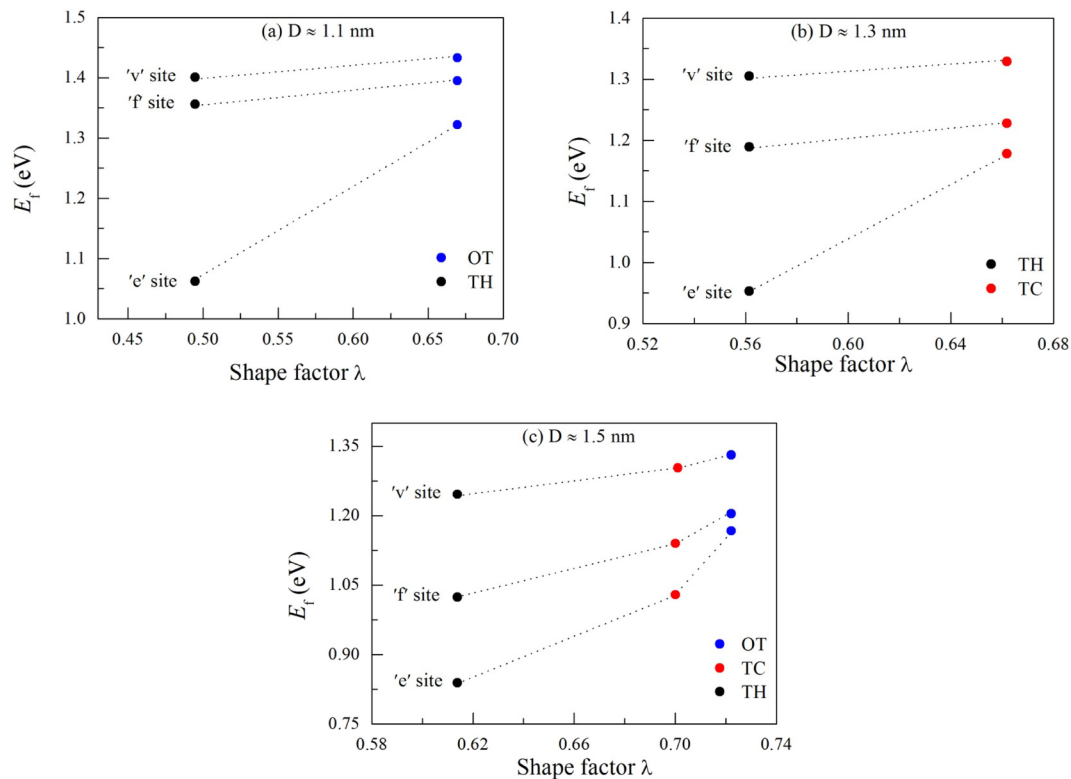 (a) D ≈ 1.1 nm
1.5
1.4
1.3
1.2
1.1
1.0
E_f (eV)
'v' site
'f' site
'e' site
OT
TH
0.45 0.50 0.55 0.60 0.65 0.70
Shape factor λ
(b) D ≈ 1.3 nm
1.4
1.3
1.2
1.1
1.0
0.9
E_f (eV)
'v' site
'f' site
'e' site
TH
TC
0.52 0.56 0.60 0.64 0.68
Shape factor λ
(c) D ≈ 1.5 nm
1.35
1.20
1.05
0.90
0.75
E_f (eV)
'v' site
'f' site
'e' site
OT
TC
TH
0.58 0.62 0.66 0.70 0.74
Shape factor λ